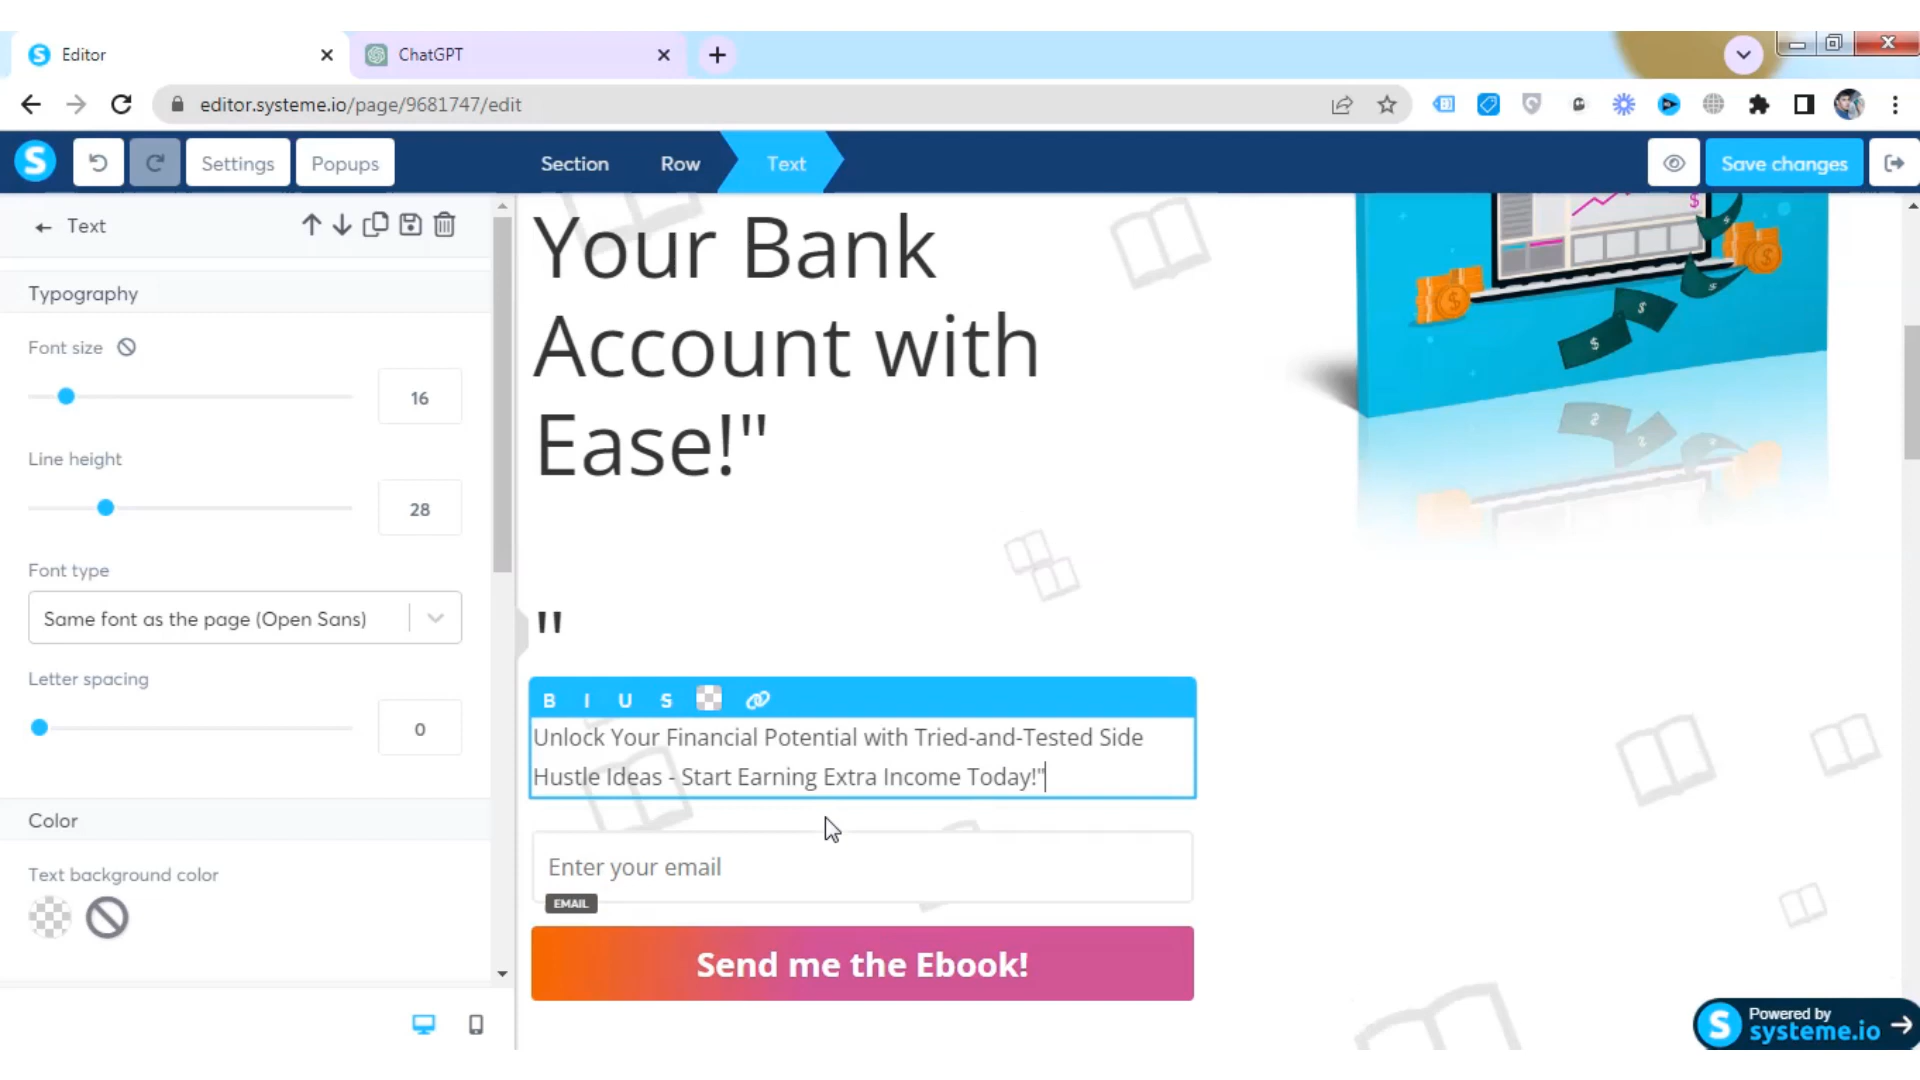 Editor
ChatGPT
editor.systeme.io/page/9681747/edit
Settings
Popups
Section
Row
Text
Save changes
Text
Typography
Font size
16
Line height
28
Font type
Same font as the page (Open Sans)
Letter spacing
0
Color
Text background color
Your Bank
Account with
Ease!"
"
B I U S
Unlock Your Financial Potential with Tried-and-Tested Side
Hustle Ideas - Start Earning Extra Income Today!"
Enter your email
EMAIL
Send me the Ebook!
Powered by
systeme.io